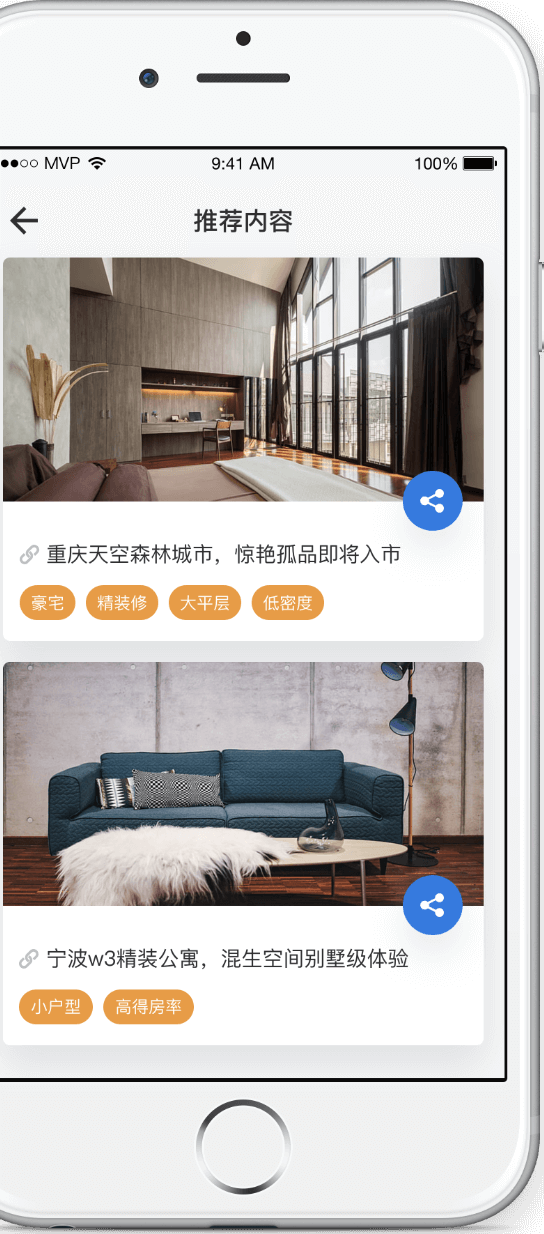 MVP 9:41 AM 100%
推荐内容
重庆天空森林城市，惊艳孤品即将入市
豪宅 精装修 大平层 低密度
宁波w3精装公寓，混生空间别墅级体验
小户型 高得房率